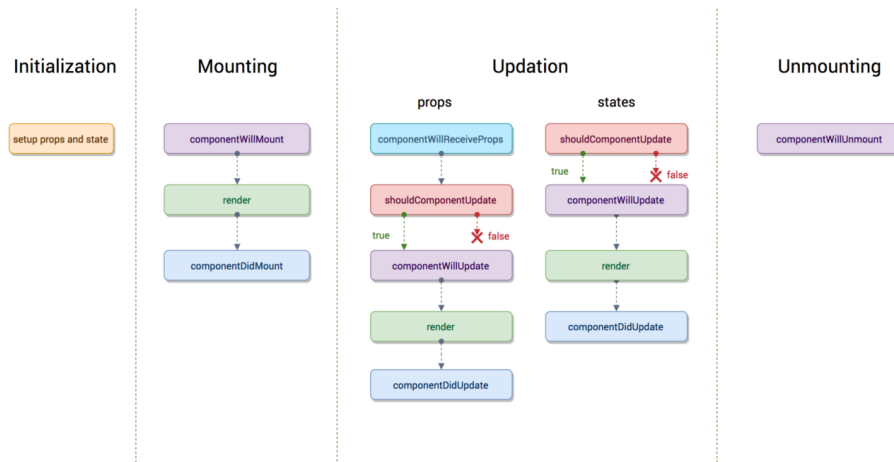 Initialization
setup props and state
Mounting
componentWillMount
render
componentDidMount
Updation
props
componentWillReceiveProps
shouldComponentUpdate
true
false
componentWillUpdate
render
componentDidUpdate
states
shouldComponentUpdate
true
false
componentWillUpdate
render
componentDidUpdate
Unmounting
componentWillUnmount